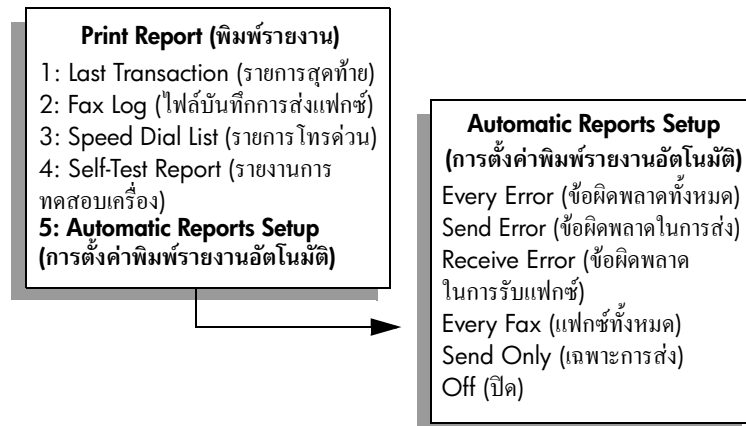 Print Report (พิมพ์รายงาน)
1: Last Transaction (รายการสุดท้าย)
2: Fax Log (ไฟล์บันทึกการส่งแฟกซ์)
3: Speed Dial List (รายการโทรด่วน)
4: Self-Test Report (รายงานการ
ทดสอบเครื่อง)
5: Automatic Reports Setup
(การตั้งค่าพิมพ์รายงานอัตโนมัติ)
Automatic Reports Setup
(การตั้งค่าพิมพ์รายงานอัตโนมัติ)
Every Error (ข้อผิดพลาดทั้งหมด)
Send Error (ข้อผิดพลาดในการส่ง)
Receive Error (ข้อผิดพลาด
ในการรับแฟกซ์)
Every Fax (แฟกซ์ทั้งหมด)
Send Only (เฉพาะการส่ง)
Off (ปิด)